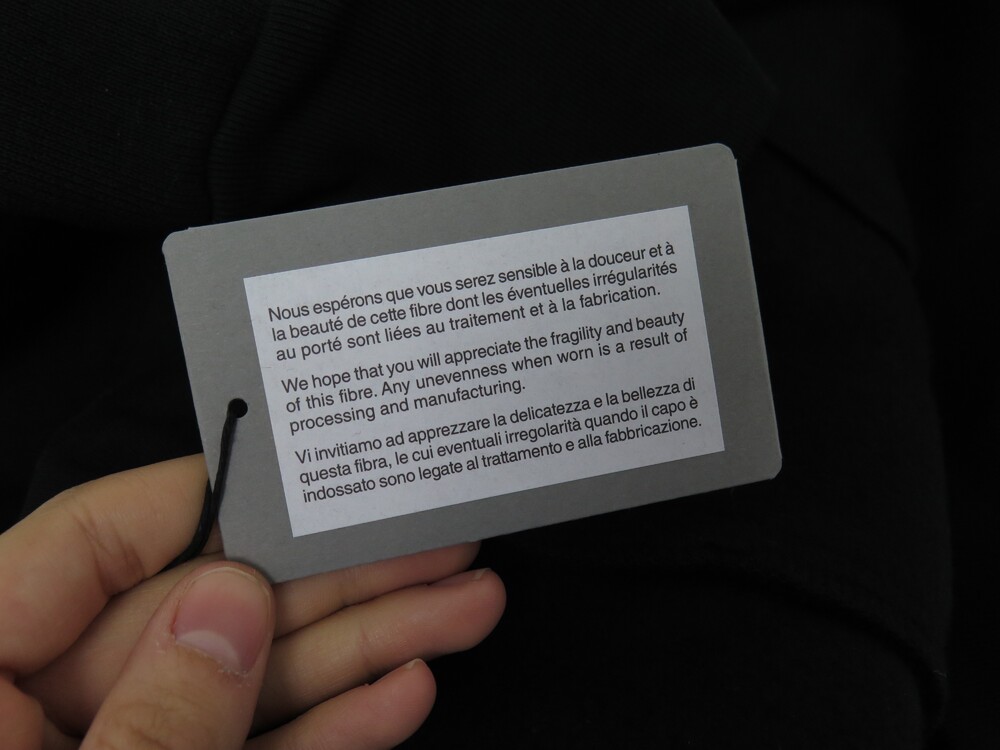 Nous espérons que vous serez sensible à la douceur et à
la beauté de cette fibre dont les éventuelles irrégularités
au porté sont liées au traitement et à la fabrication.
We hope that you will appreciate the fragility and beauty
of this fibre. Any unevenness when worn is a result of
processing and manufacturing.
Vi invitiamo ad apprezzare la delicatezza e la bellezza di
questa fibra, le cui eventuali irregolarità quando il capo è
indossato sono legate al trattamento e alla fabbricazione.